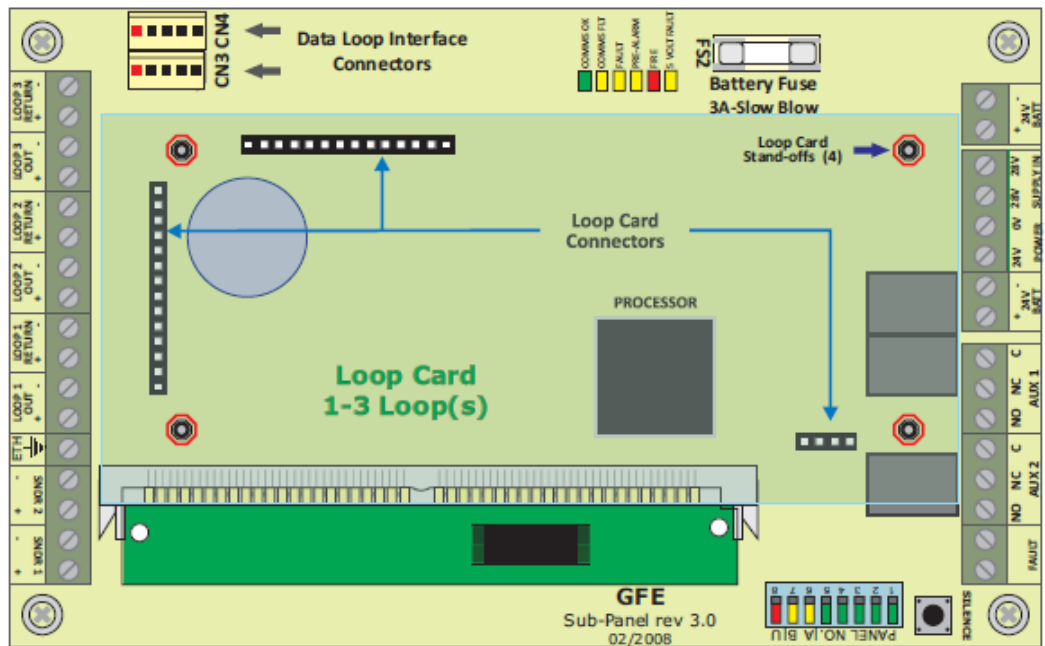 CN3 CN4
Data Loop Interface
Connectors
COMMS OK
COMMS FLT
FAULT
PRE-ALARM
FIRE
S VOLT FAULT
FS2
Battery Fuse
3A-Slow Blow
Loop Card
Stand-offs (4)
Loop Card
Connectors
PROCESSOR
Loop Card
1-3 Loop(s)
LOOP 3
RETURN
+ -
LOOP 3
OUT
+ -
LOOP 2
RETURN
+ -
LOOP 2
OUT
+ -
LOOP 1
RETURN
+ -
LOOP 1
OUT
+ -
ETH
SNDR 2
+ -
SNDR 1
+ -
+ 24V -
BATT
24V 0V 28V 28V
POWER SUPPLY IN
+ 24V -
BATT
NO NC C
AUX 1
NO NC C
AUX 2
FAULT
GFE
Sub-Panel rev 3.0
02/2008
1 2 3 4 5 6 7 8
PANEL NO.|A B|U
SILENCE